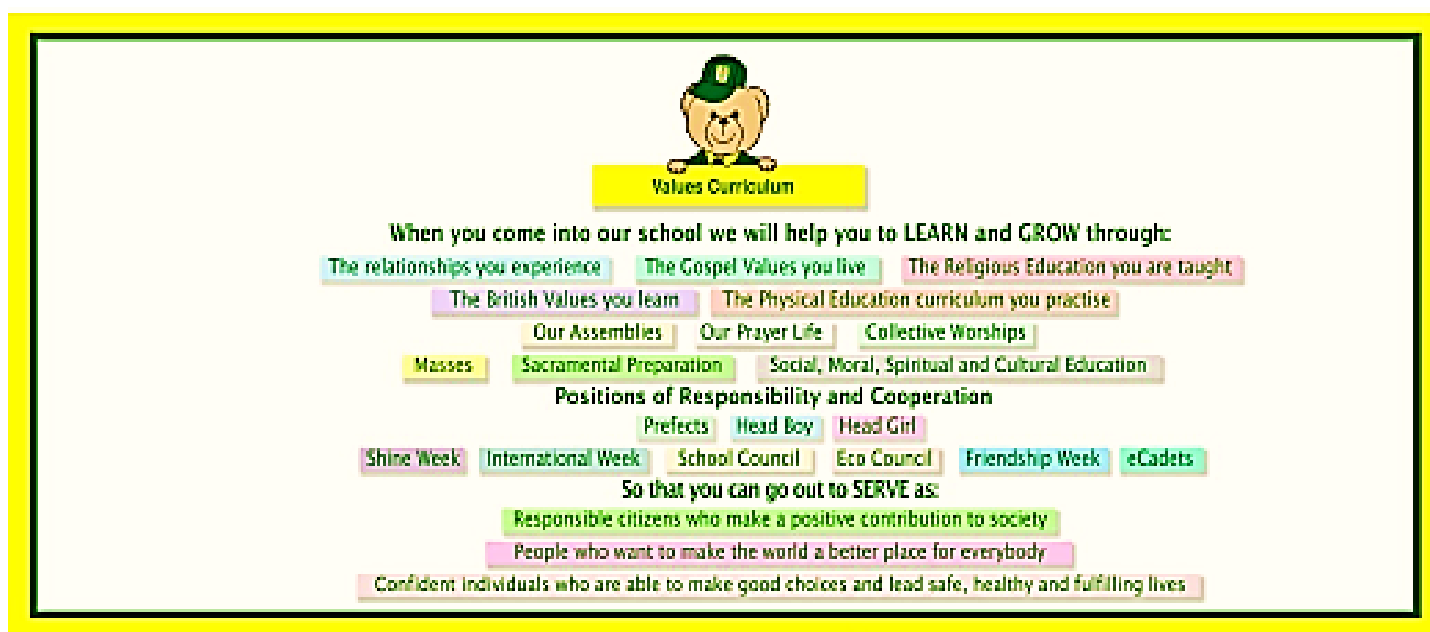 Values Curriculum
When you come into our school we will help you to LEARN and GROW through:
The relationships you experience The Gospel Values you live The Religious Education you are taught
The British Values you learn The Physical Education curriculum you practise
Our Assemblies Our Prayer Life Collective Worships
Masses Sacramental Preparation Social, Moral, Spiritual and Cultural Education
Positions of Responsibility and Cooperation
Prefects Head Boy Head Girl
Shine Week International Week School Council Eco Council Friendship Week eCadets
So that you can go out to SERVE as:
Responsible citizens who make a positive contribution to society
People who want to make the world a better place for everybody
Confident individuals who are able to make good choices and lead safe, healthy and fulfilling lives